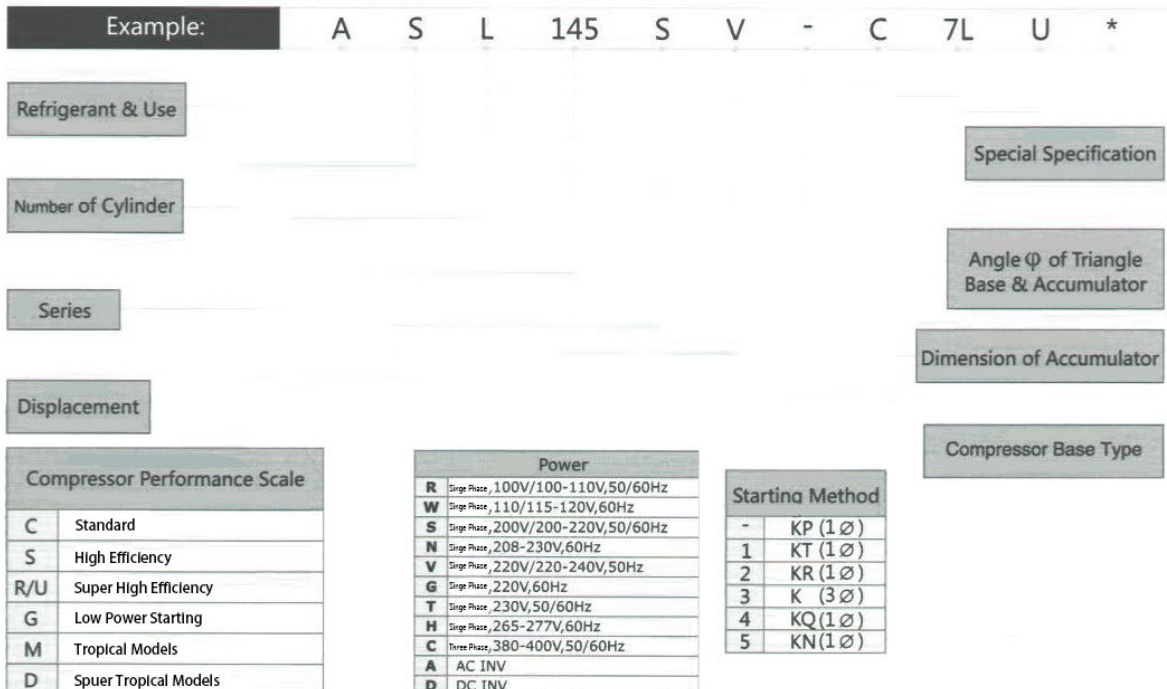 Example: A S L 145 S V - C 7L U *
Refrigerant & Use
Special Specification
Number of Cylinder
Angle φ of Triangle
Base & Accumulator
Series
Dimension of Accumulator
Displacement
Compressor Base Type
Compressor Performance Scale
C Standard
S High Efficiency
R/U Super High Efficiency
G Low Power Starting
M Tropical Models
D Spuer Tropical Models
Power
R Singe Phase,100V/100-110V,50/60Hz
W Singe Phase,110/115-120V,60Hz
S Singe Phase,200V/200-220V,50/60Hz
N Singe Phase,208-230V,60Hz
V Singe Phase,220V/220-240V,50Hz
G Singe Phase,220V,60Hz
T Singe Phase,230V,50/60Hz
H Singe Phase,265-277V,60Hz
C Three Phase,380-400V,50/60Hz
A AC INV
D DC INV
Starting Method
- KP (1Ø)
1 KT (1Ø)
2 KR (1Ø)
3 K (3Ø)
4 KQ(1Ø)
5 KN(1Ø)